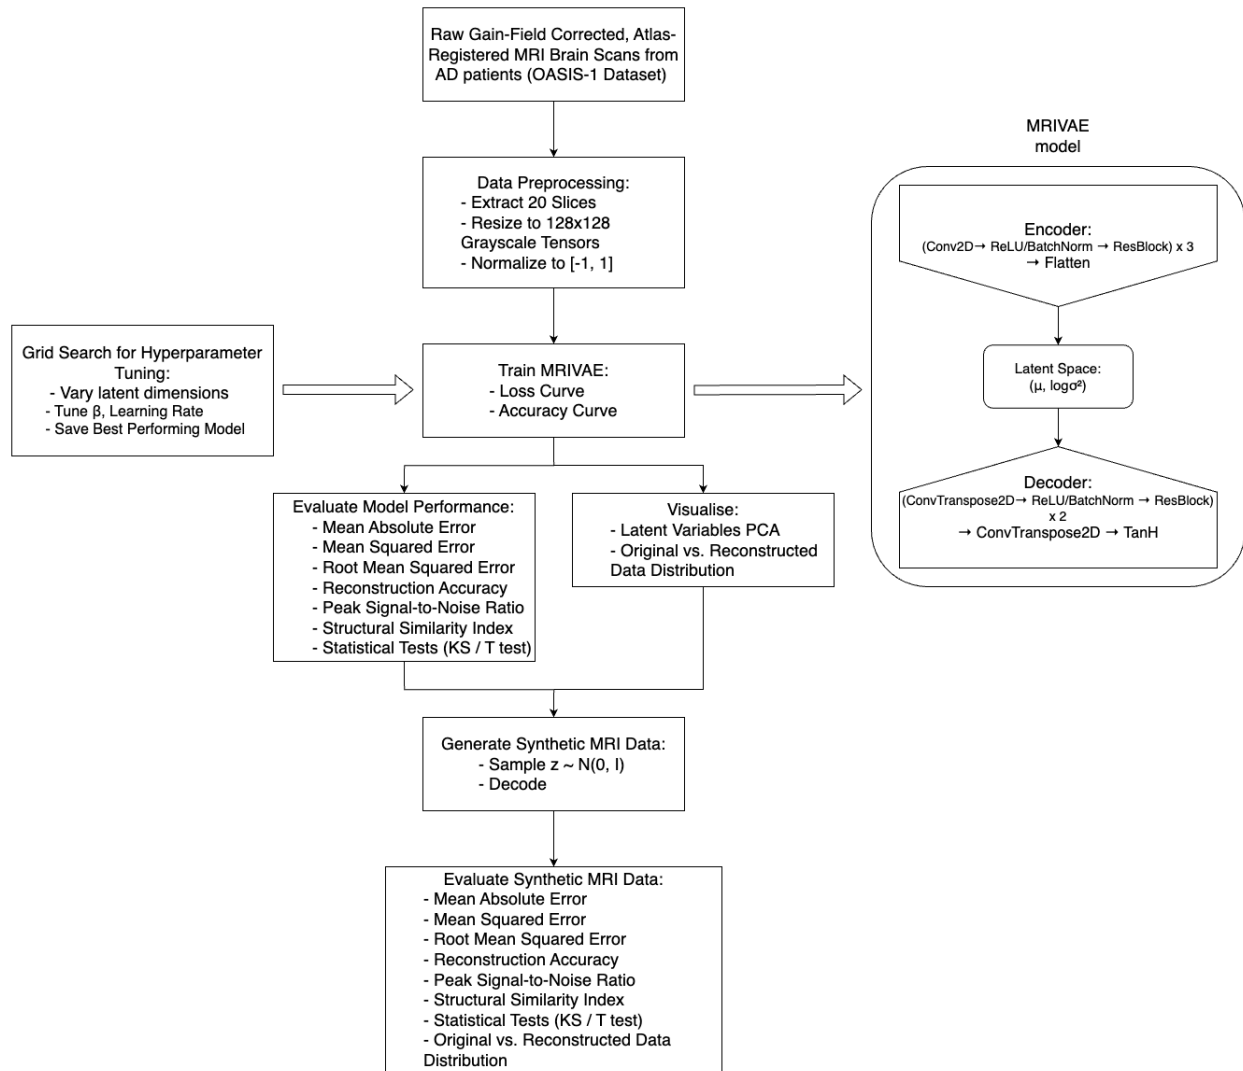 Raw Gain-Field Corrected, Atlas-
Registered MRI Brain Scans from
AD patients (OASIS-1 Dataset)
Data Preprocessing:
- Extract 20 Slices
- Resize to 128x128
Grayscale Tensors
- Normalize to [-1, 1]
Grid Search for Hyperparameter
Tuning:
- Vary latent dimensions
- Tune β, Learning Rate
- Save Best Performing Model
Train MRIVAE:
- Loss Curve
- Accuracy Curve
MRIVAE
model
Encoder:
(Conv2D→ ReLU/BatchNorm → ResBlock) x 3
→ Flatten
Latent Space:
(μ, logσ²)
Decoder:
(ConvTranspose2D→ ReLU/BatchNorm → ResBlock)
x 2
→ ConvTranspose2D → TanH
Evaluate Model Performance:
- Mean Absolute Error
- Mean Squared Error
- Root Mean Squared Error
- Reconstruction Accuracy
- Peak Signal-to-Noise Ratio
- Structural Similarity Index
- Statistical Tests (KS / T test)
Visualise:
- Latent Variables PCA
- Original vs. Reconstructed
Data Distribution
Generate Synthetic MRI Data:
- Sample z ~ N(0, I)
- Decode
Evaluate Synthetic MRI Data:
- Mean Absolute Error
- Mean Squared Error
- Root Mean Squared Error
- Reconstruction Accuracy
- Peak Signal-to-Noise Ratio
- Structural Similarity Index
- Statistical Tests (KS / T test)
- Original vs. Reconstructed Data
Distribution